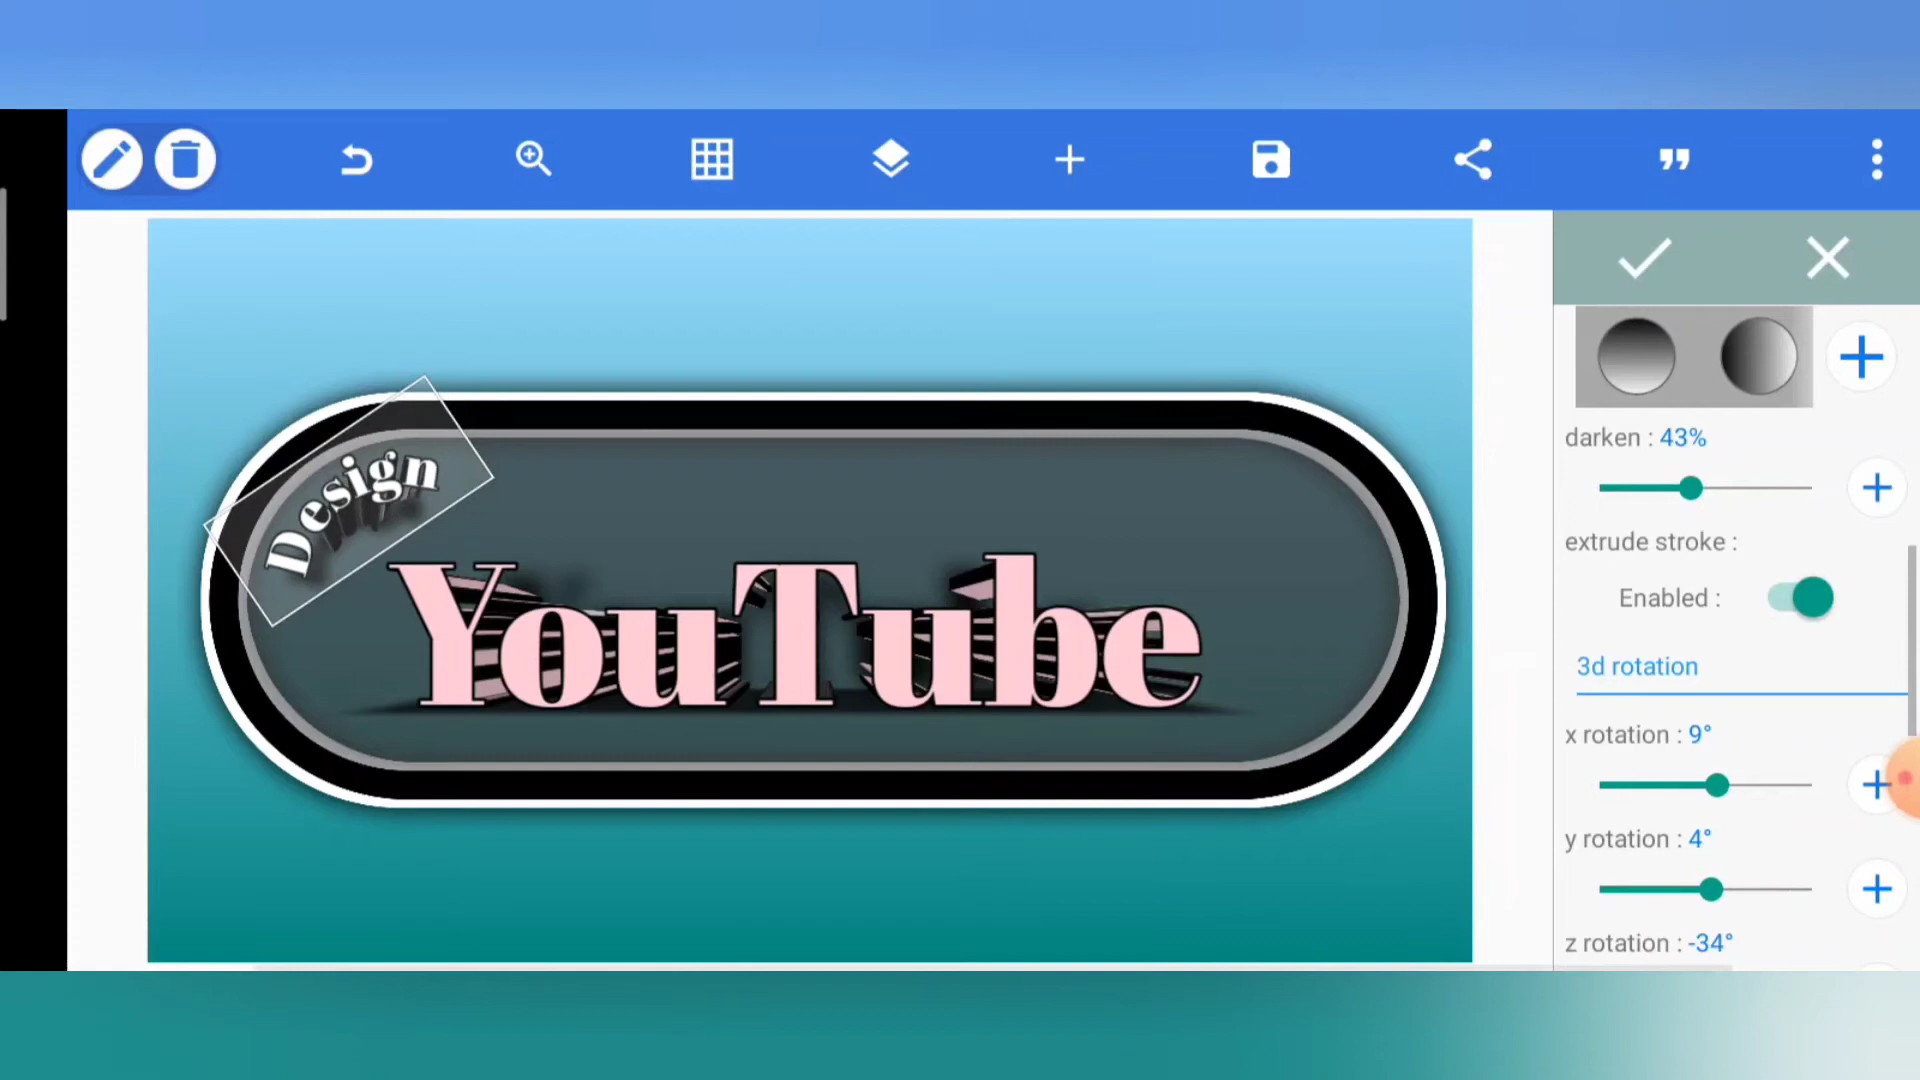 Design
YouTube
darken : 43%
extrude stroke :
Enabled :
3d rotation
x rotation : 9°
y rotation : 4°
z rotation : -34°